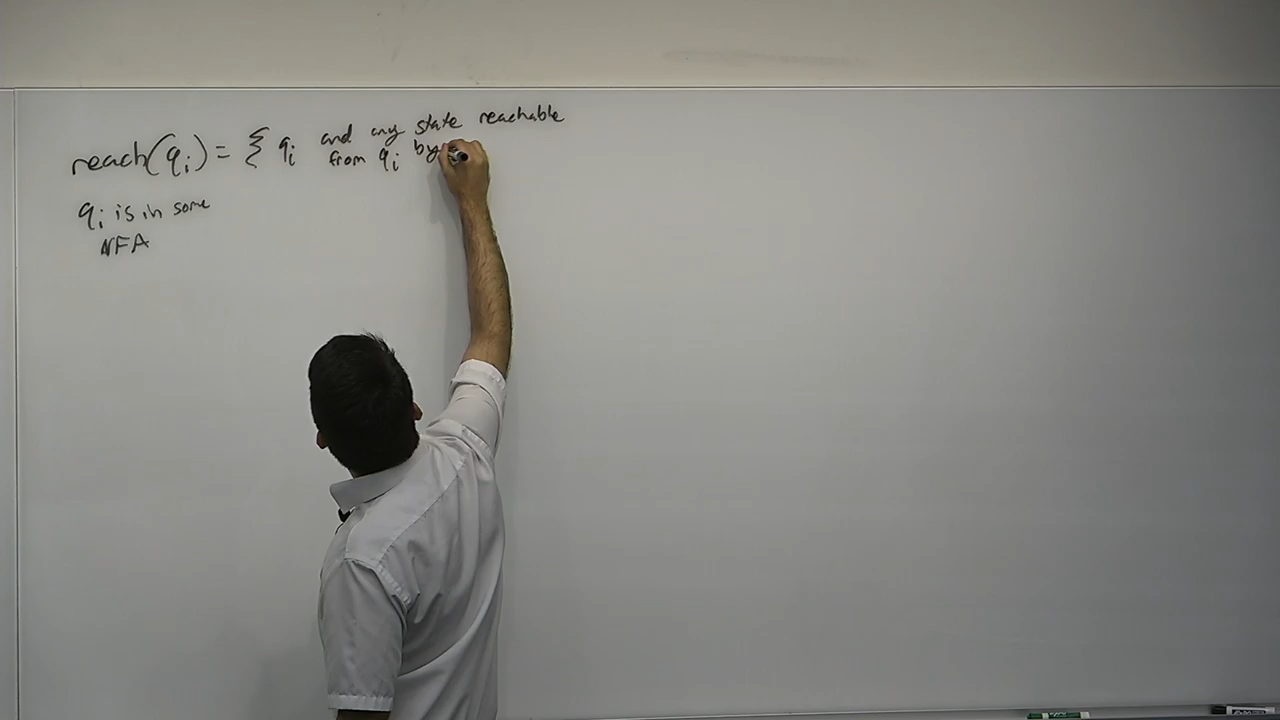 reach(qᵢ) = { qᵢ and any state reachable
from qᵢ by
qᵢ is in some
NFA